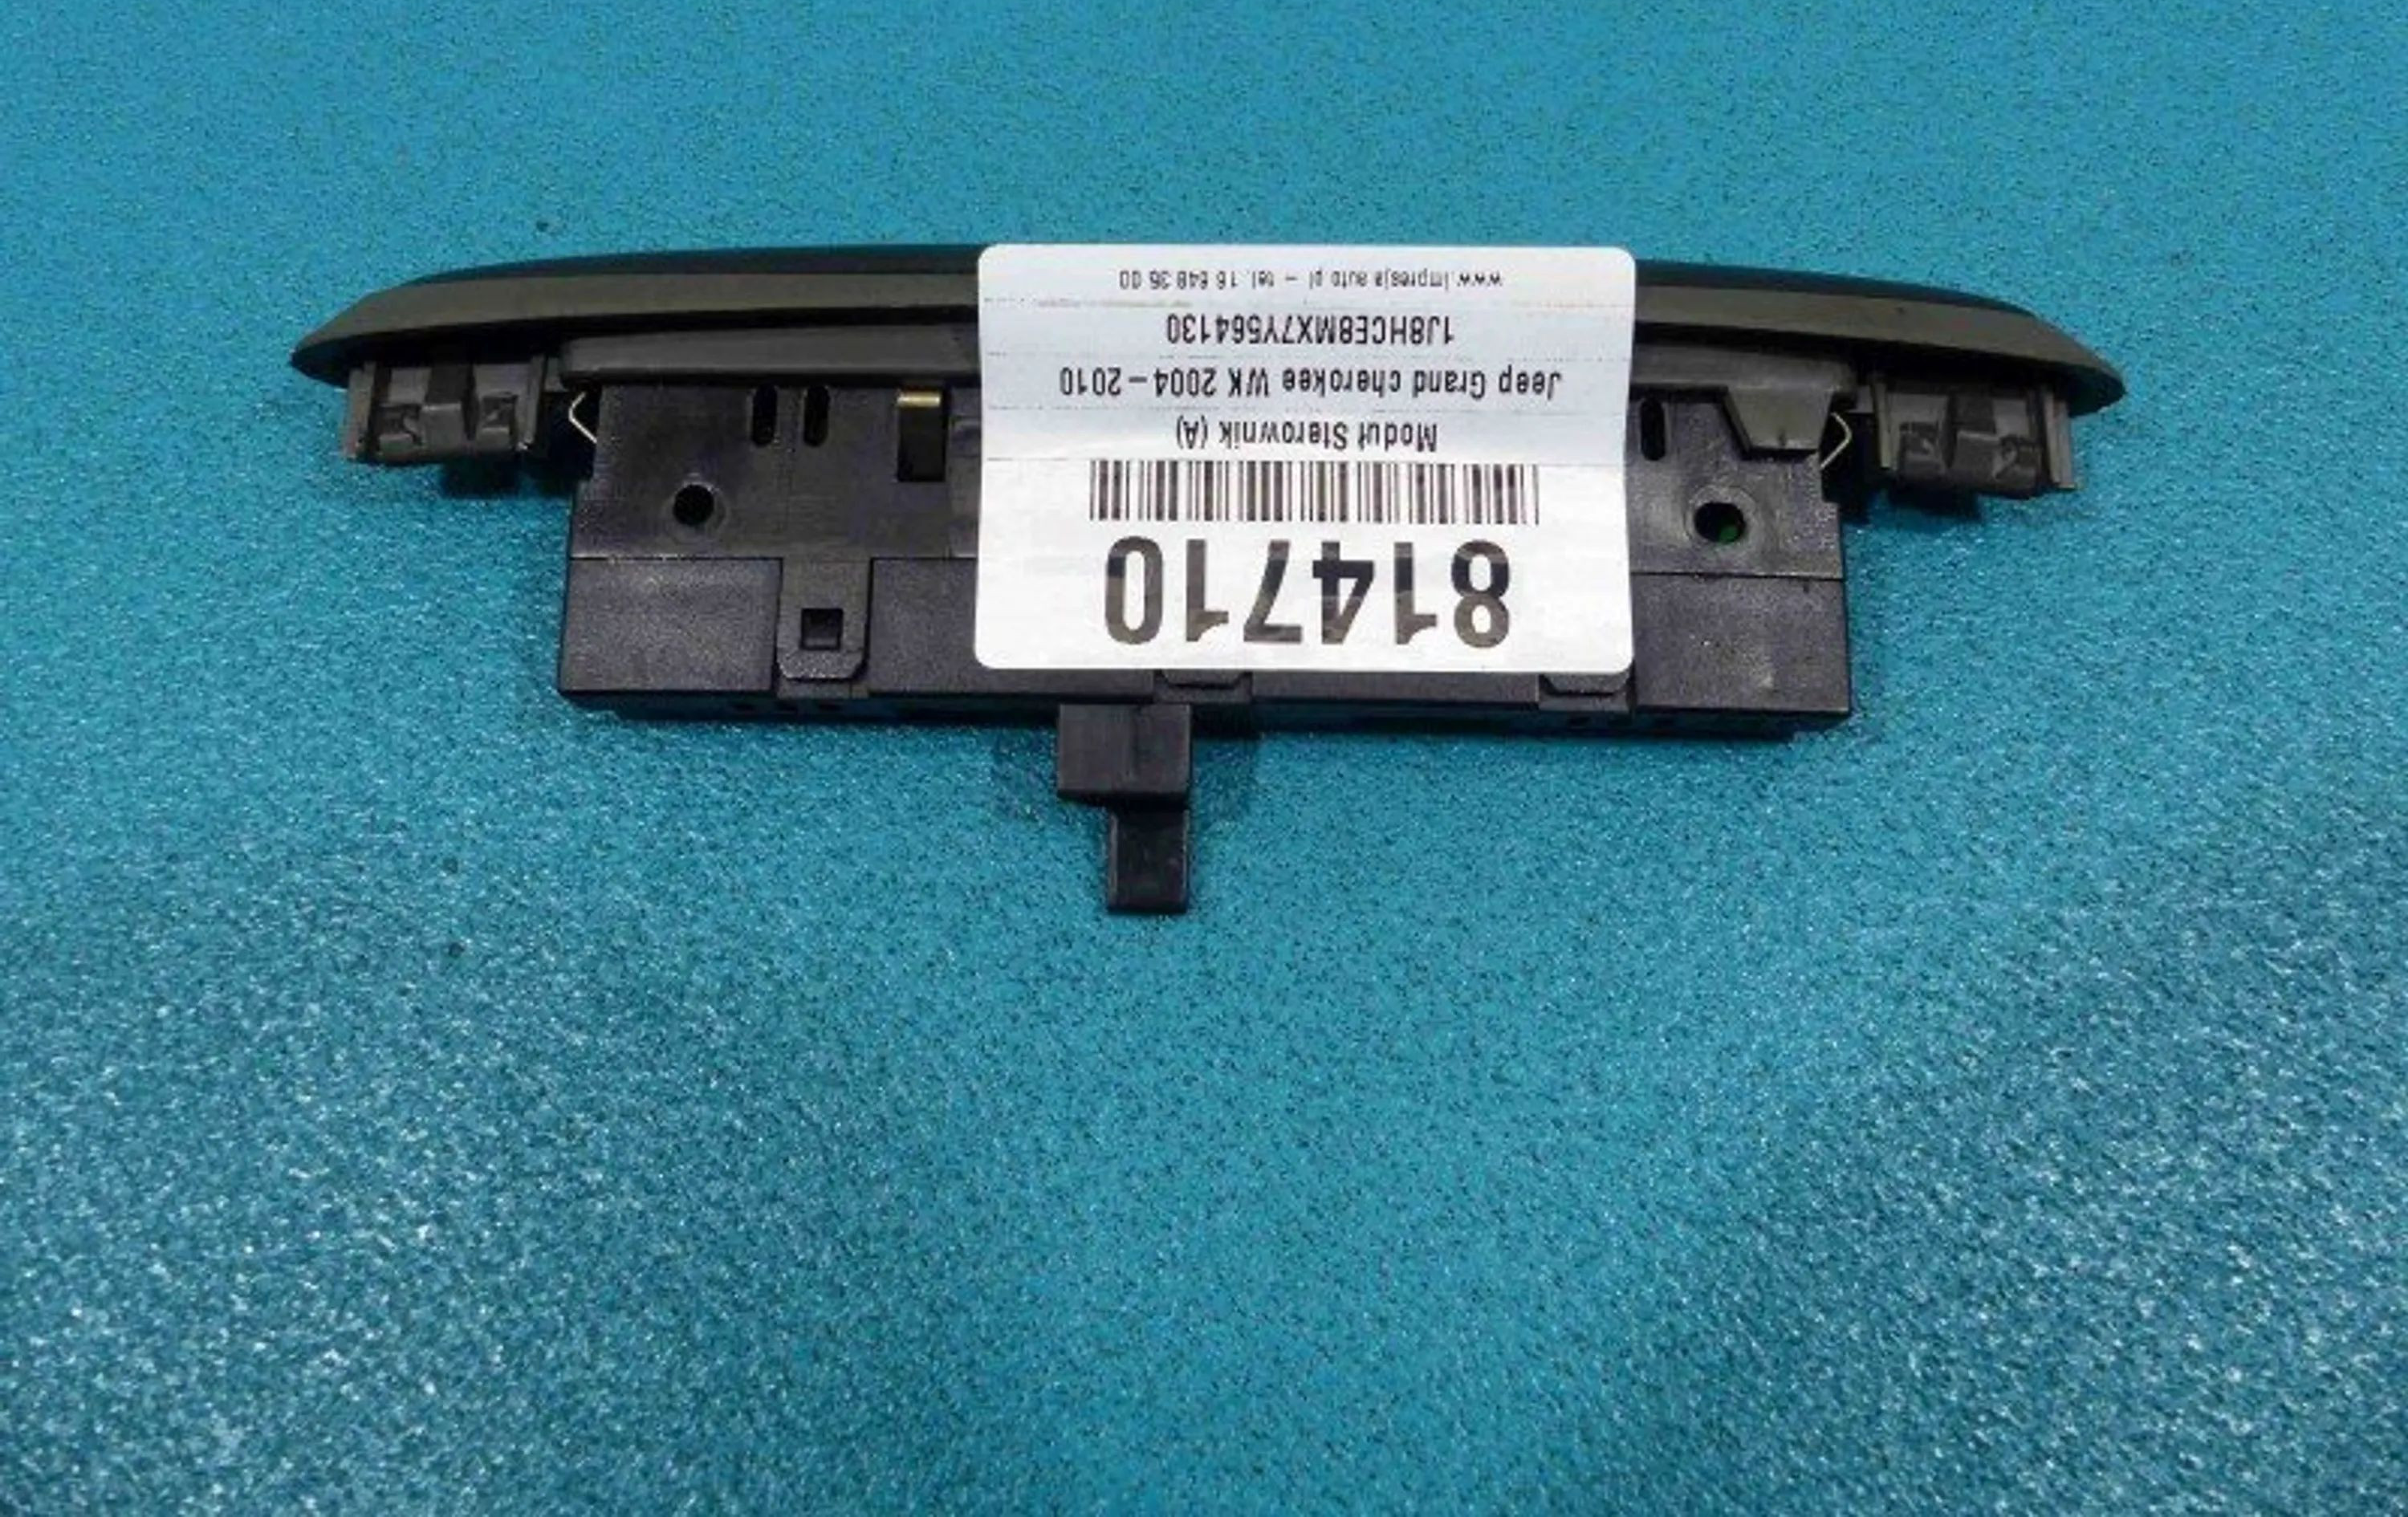 814710
Moduł Sterownik (A)
Jeep Grand cherokee WK 2004-2010
1J8HCE8MX7Y564130
www.impresja auto.pl - tel. 16 648 36 00